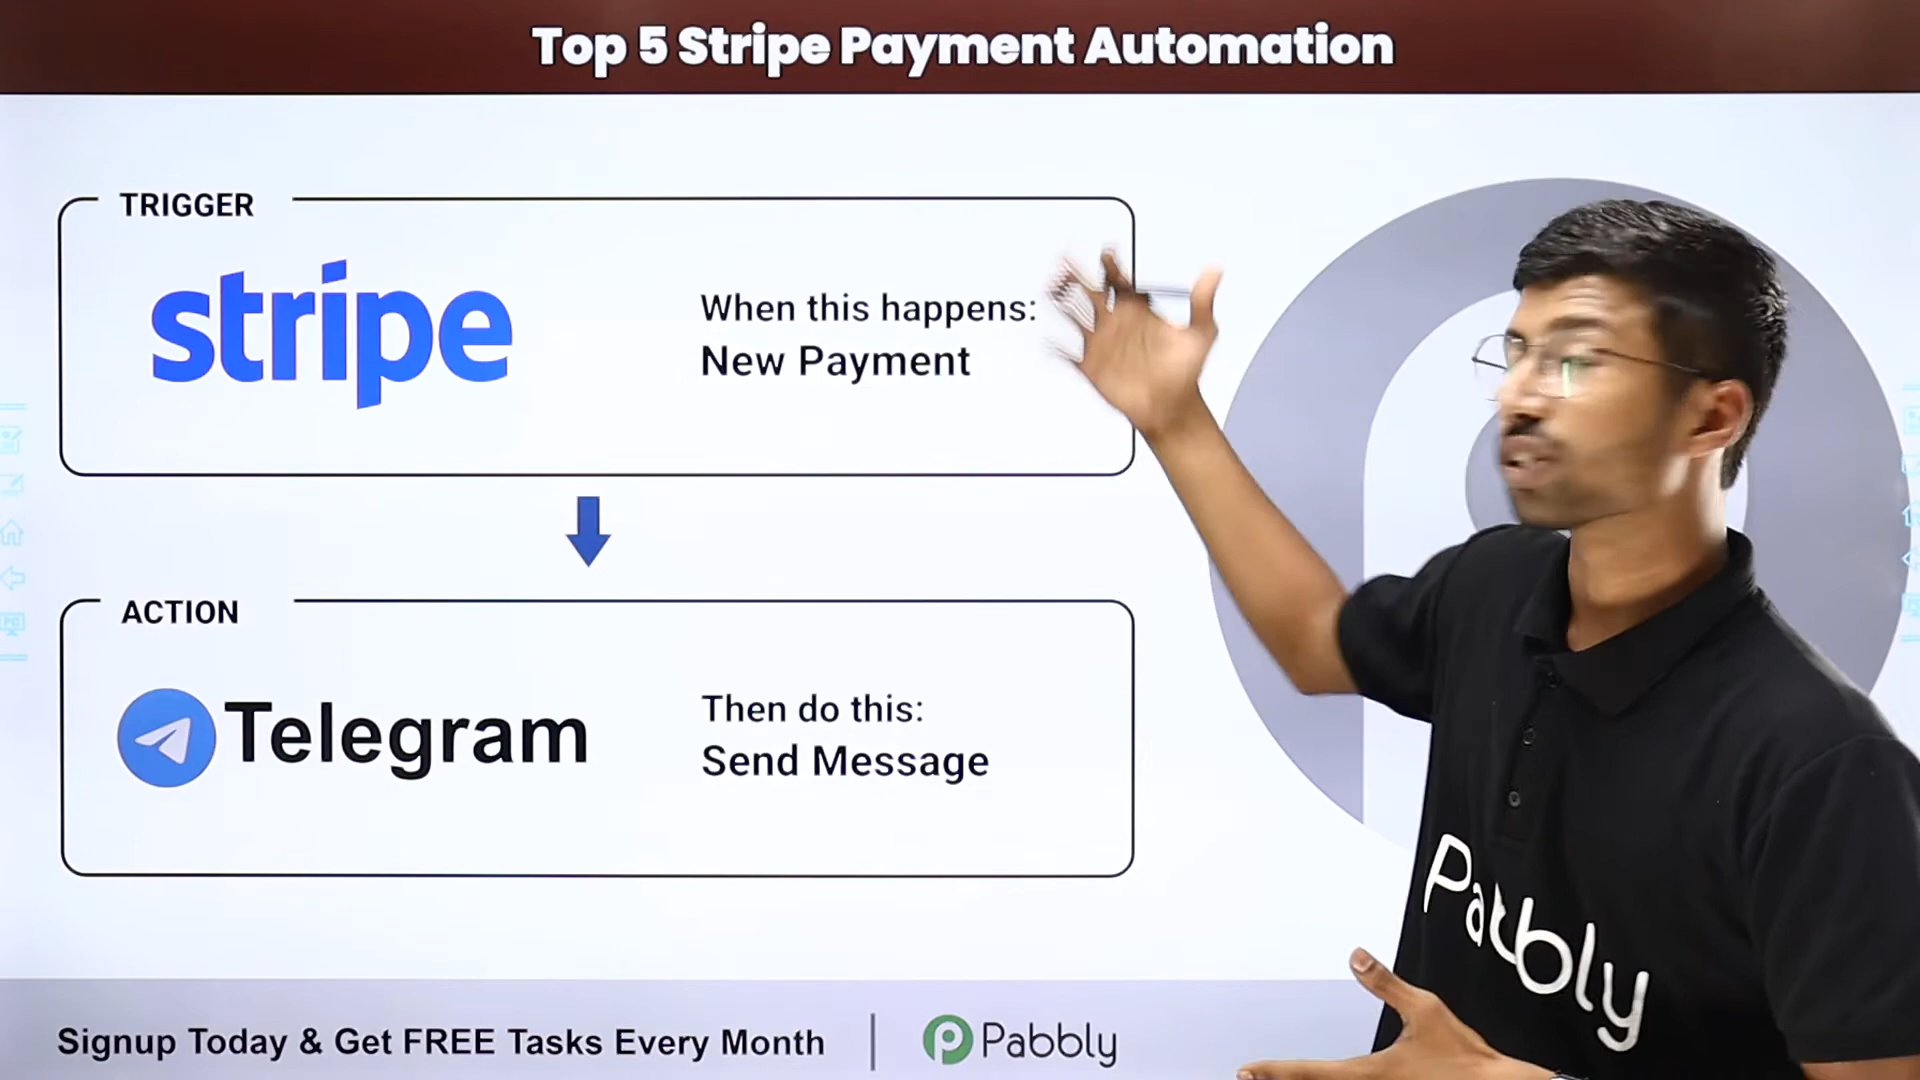 Top 5 Stripe Payment Automation
TRIGGER
stripe
When this happens:
New Payment
ACTION
Telegram
Then do this:
Send Message
Pabbly
Signup Today & Get FREE Tasks Every Month
Pabbly